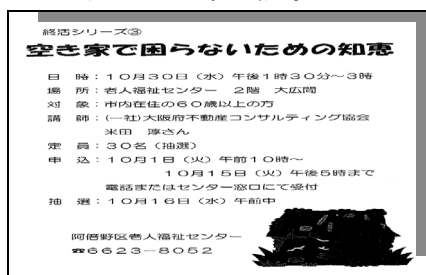 終活シリーズ③
空き家で困らないための知恵
日　時：１０月３０日（水）午後１時３０分～３時
場　所：老人福祉センター　２階　大広間
対　象：市内在住の６０歳以上の方
講　師：（一社）大阪府不動産コンサルティング協会
米田　淳さん
定　員：３０名（抽選）
申　込：１０月１日（火）午前１０時～
１０月１５日（火）午後５時まで
電話またはセンター窓口にて受付
抽　選：１０月１６日（水）午前中
阿倍野区老人福祉センター
☎６６２３－８０５２